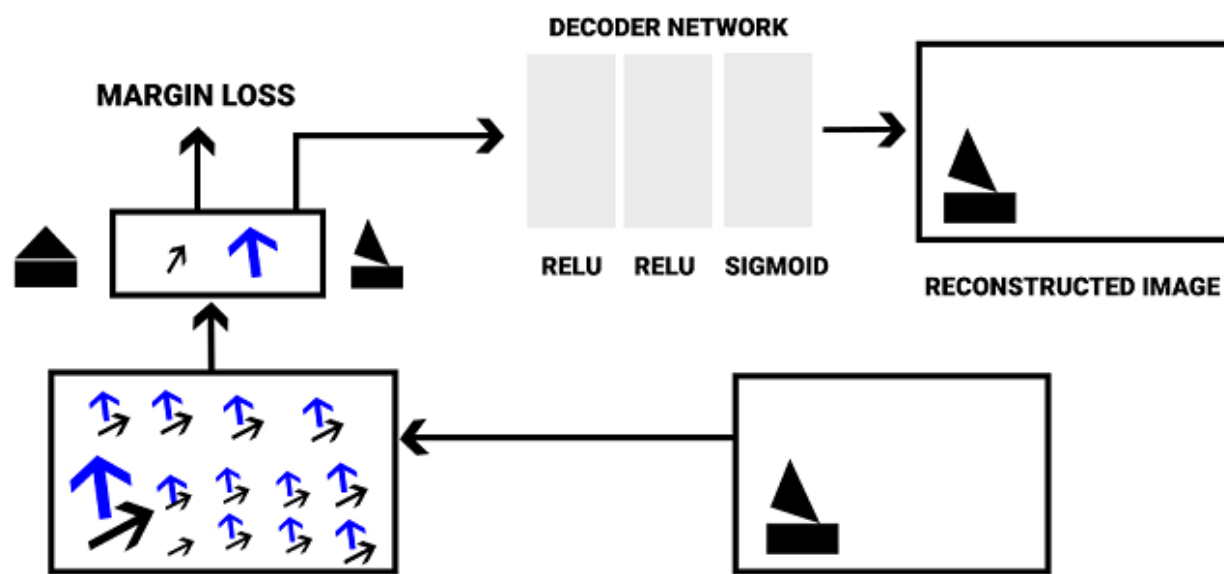 DECODER NETWORK
MARGIN LOSS
RELU RELU SIGMOID
RECONSTRUCTED IMAGE